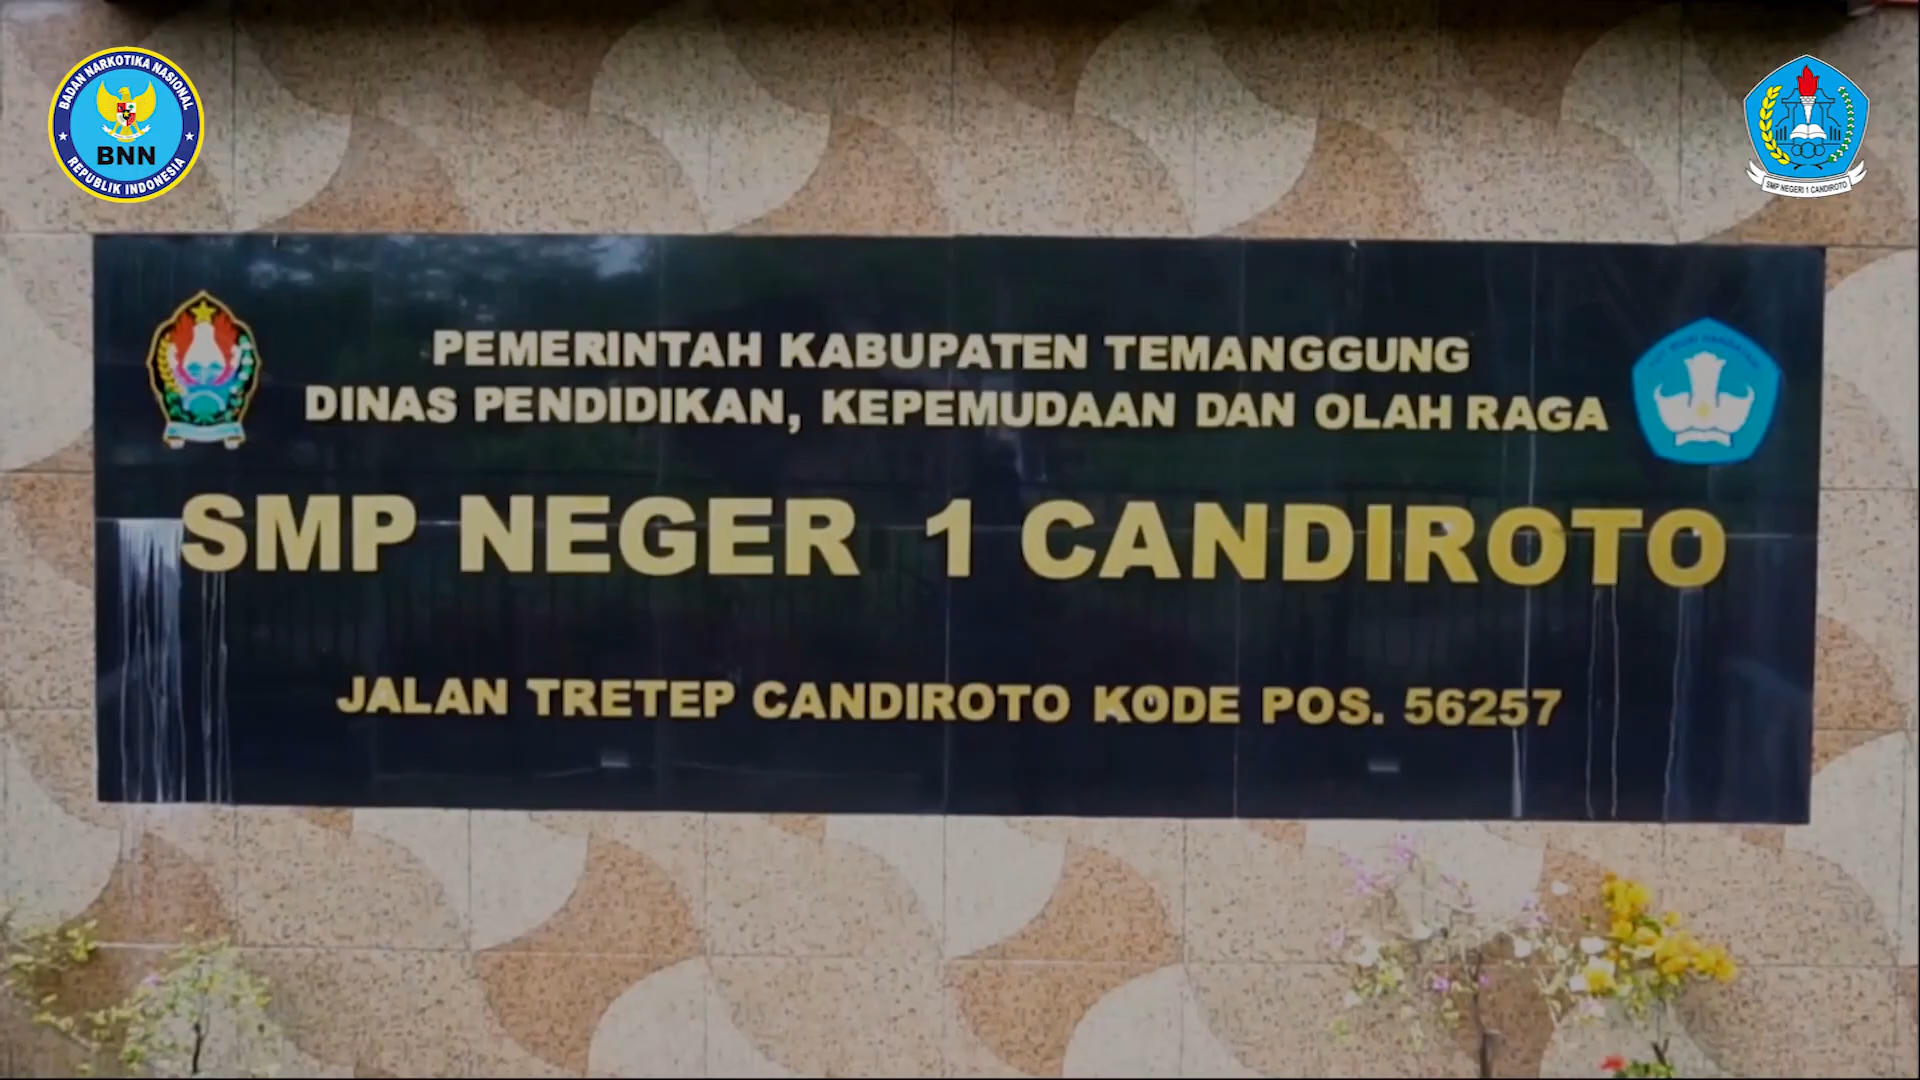 BADAN NARKOTIKA NASIONAL
BNN
REPUBLIK INDONESIA
SMP NEGERI 1 CANDIROTO
PEMERINTAH KABUPATEN TEMANGGUNG
DINAS PENDIDIKAN, KEPEMUDAAN DAN OLAH RAGA
SMP NEGER 1 CANDIROTO
JALAN TRETEP CANDIROTO KODE POS. 56257